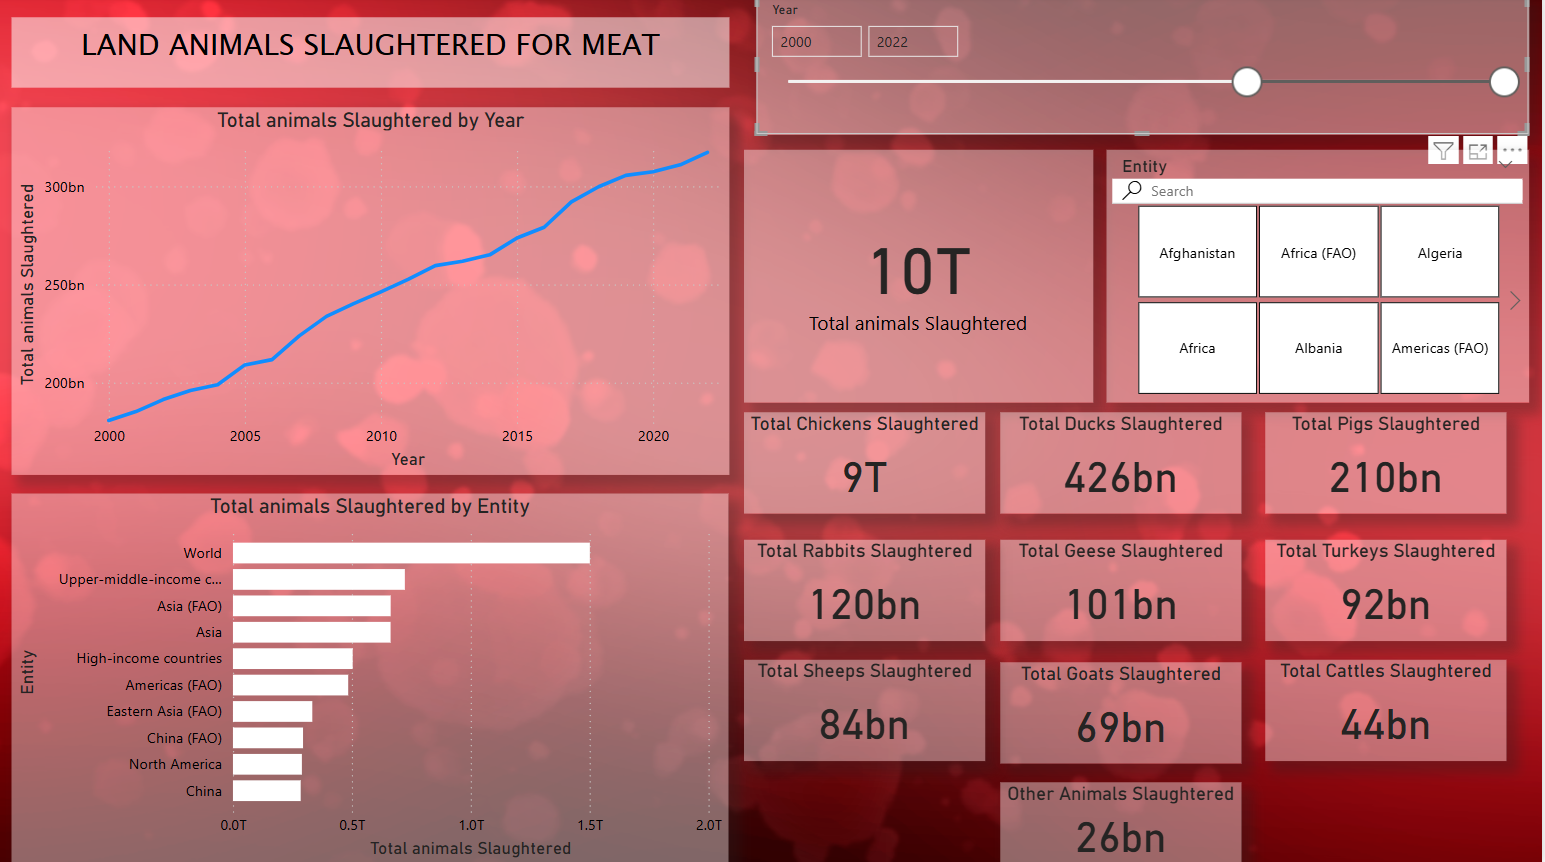 LAND ANIMALS SLAUGHTERED FOR MEAT
Year
2000
2022
Total animals Slaughtered by Year
Total animals Slaughtered
300bn
250bn
200bn
2000
2005
2010
2015
2020
Year
10T
Total animals Slaughtered
Entity
Search
Afghanistan
Africa (FAO)
Algeria
Africa
Albania
Americas (FAO)
Total Chickens Slaughtered
9T
Total Ducks Slaughtered
426bn
Total Pigs Slaughtered
210bn
Total Rabbits Slaughtered
120bn
Total Geese Slaughtered
101bn
Total Turkeys Slaughtered
92bn
Total Sheeps Slaughtered
84bn
Total Goats Slaughtered
69bn
Total Cattles Slaughtered
44bn
Other Animals Slaughtered
26bn
Total animals Slaughtered by Entity
Entity
World
Upper-middle-income c...
Asia (FAO)
Asia
High-income countries
Americas (FAO)
Eastern Asia (FAO)
China (FAO)
North America
China
0.0T
0.5T
1.0T
1.5T
2.0T
Total animals Slaughtered